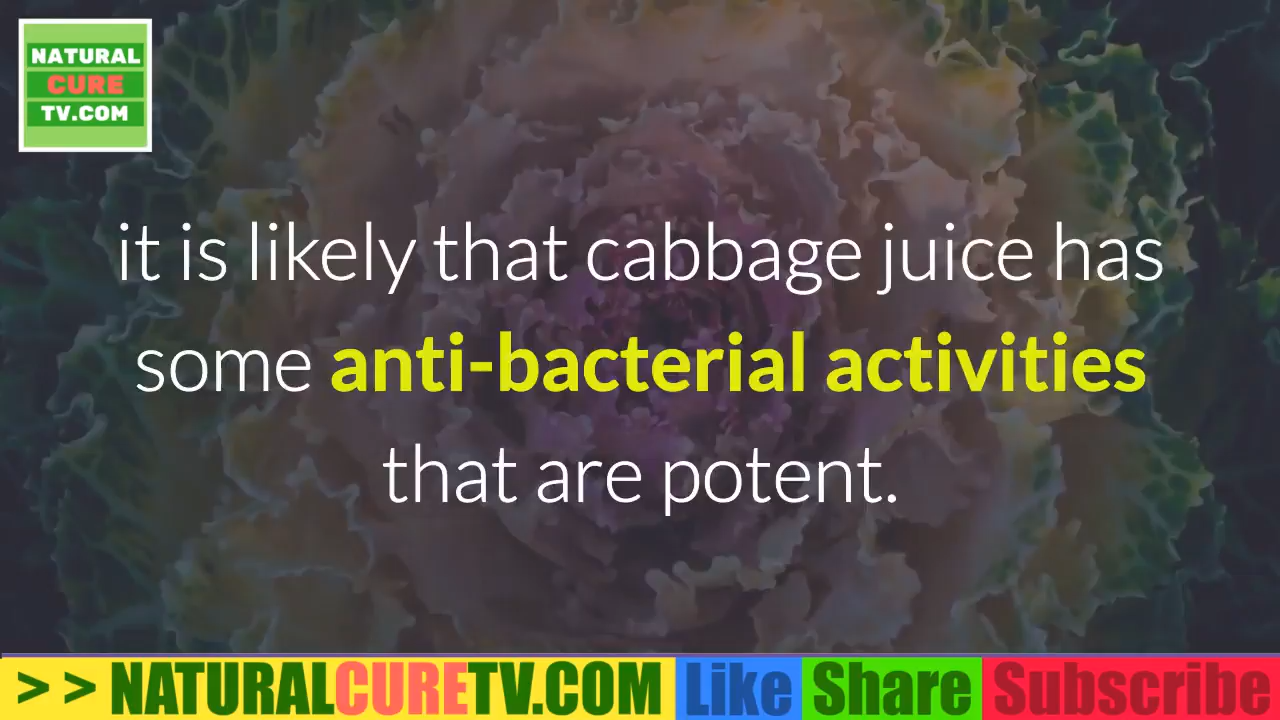 NATURAL
CURE
TV.COM
it is likely that cabbage juice has
some anti-bacterial activities
that are potent.
> > NATURALCURETV.COM Like Share Subscribe